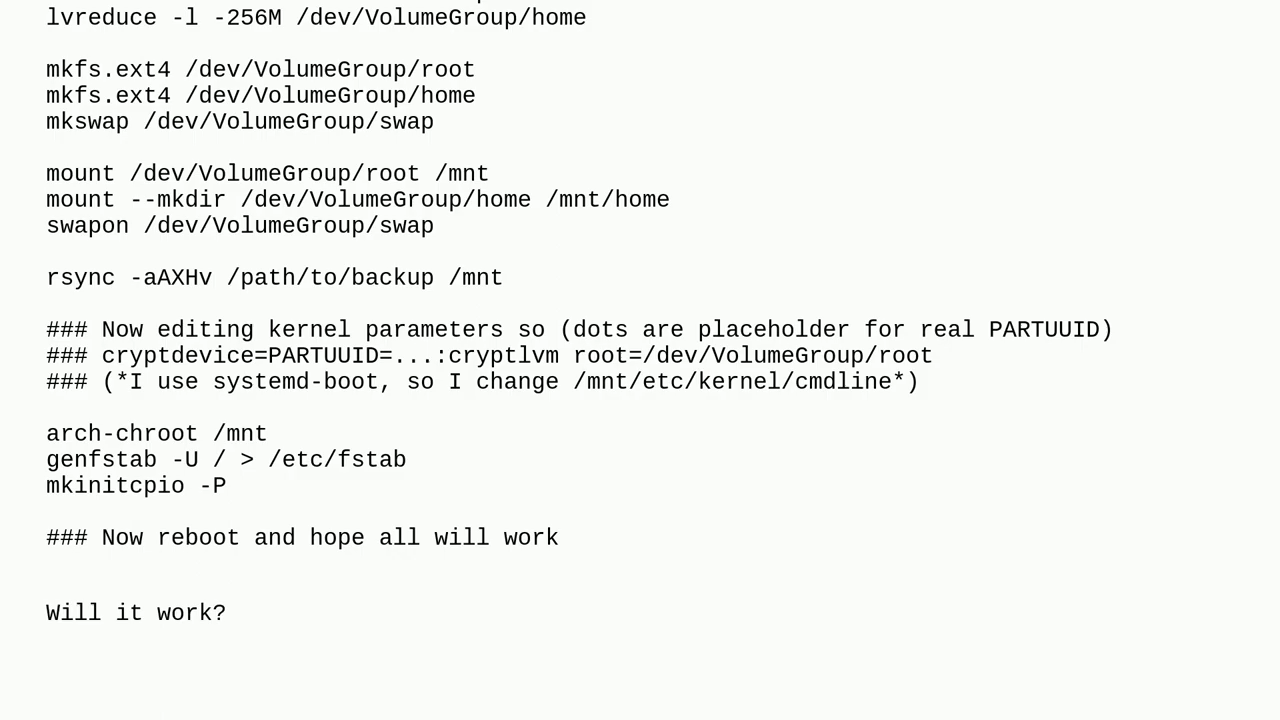 lvreduce -l -256M /dev/VolumeGroup/home
mkfs.ext4 /dev/VolumeGroup/root
mkfs.ext4 /dev/VolumeGroup/home
mkswap /dev/VolumeGroup/swap
mount /dev/VolumeGroup/root /mnt
mount --mkdir /dev/VolumeGroup/home /mnt/home
swapon /dev/VolumeGroup/swap
rsync -aAXHv /path/to/backup /mnt
### Now editing kernel parameters so (dots are placeholder for real PARTUUID)
### cryptdevice=PARTUUID=...:cryptlvm root=/dev/VolumeGroup/root
### (*I use systemd-boot, so I change /mnt/etc/kernel/cmdline*)
arch-chroot /mnt
genfstab -U / > /etc/fstab
mkinitcpio -P
### Now reboot and hope all will work
Will it work?